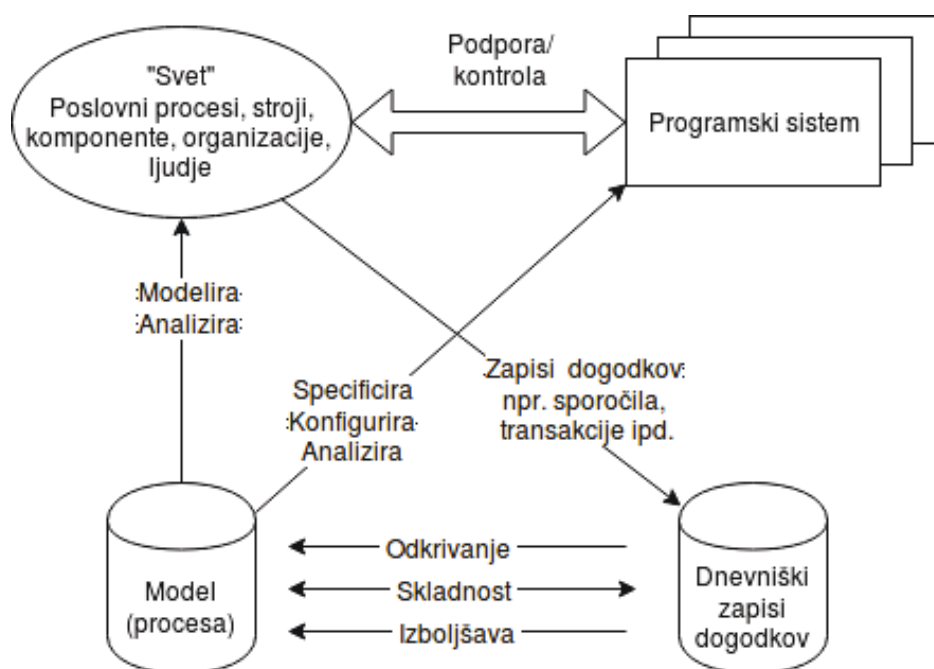 "Svet"
Poslovni procesi, stroji,
komponente, organizacije,
ljudje
Podpora/
kontrola
Programski sistem
Modelira
Analizira
Specificira
Konfigurira
Analizira
Zapisi dogodkov:
npr. sporočila,
transakcije ipd.
Model
(procesa)
Odkrivanje
Skladnost
Izboljšava
Dnevniški
zapisi
dogodkov